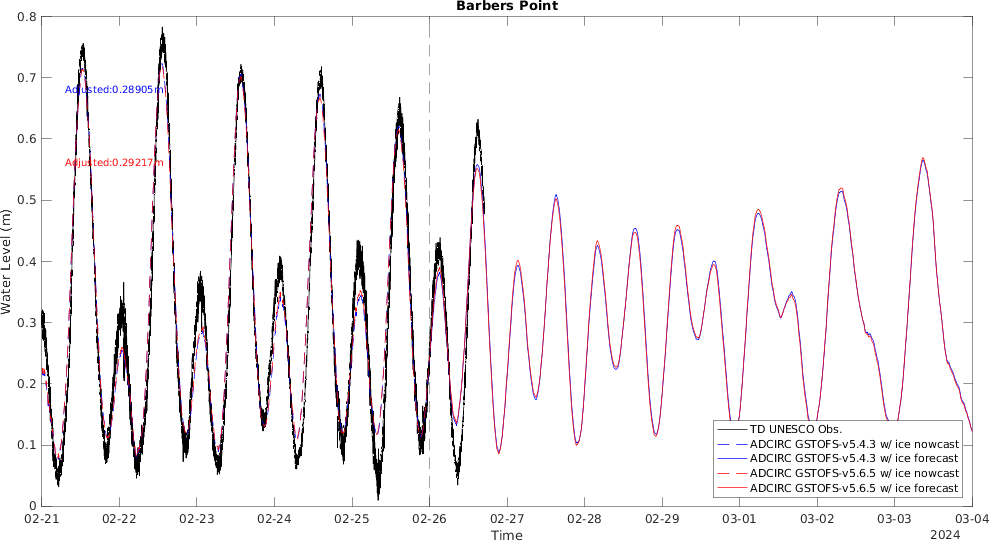 Barbers Point
0.8
0.7
0.6
0.5
0.4
0.3
0.2
0.1
0
Water Level (m)
Adjusted:0.28905m
Adjusted:0.29217m
TD UNESCO Obs.
ADCIRC GSTOFS-v5.4.3 w/ ice nowcast
ADCIRC GSTOFS-v5.4.3 w/ ice forecast
ADCIRC GSTOFS-v5.6.5 w/ ice nowcast
ADCIRC GSTOFS-v5.6.5 w/ ice forecast
02-21 02-22 02-23 02-24 02-25 02-26 02-27 02-28 02-29 03-01 03-02 03-03 03-04
Time
2024